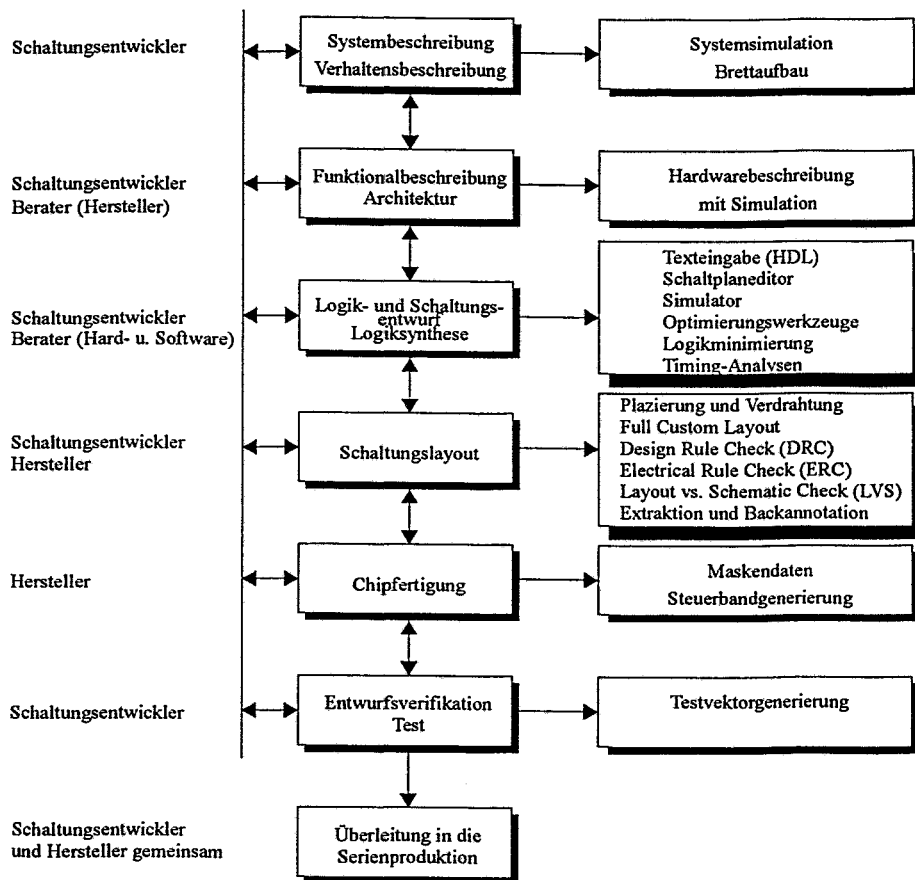 Schaltungsentwickler
Systembeschreibung
Verhaltensbeschreibung
Systemsimulation
Brettaufbau
Schaltungsentwickler
Berater (Hersteller)
Funktionalbeschreibung
Architektur
Hardwarebeschreibung
mit Simulation
Schaltungsentwickler
Berater (Hard- u. Software)
Logik- und Schaltungs-
entwurf
Logiksynthese
Texteingabe (HDL)
Schaltplaneditor
Simulator
Optimierungswerkzeuge
Logikminimierung
Timing-Analysen
Schaltungsentwickler
Hersteller
Schaltungslayout
Plazierung und Verdrahtung
Full Custom Layout
Design Rule Check (DRC)
Electrical Rule Check (ERC)
Layout vs. Schematic Check (LVS)
Extraktion und Backannotation
Hersteller
Chipfertigung
Maskendaten
Steuerbandgenerierung
Schaltungsentwickler
Entwurfsverifikation
Test
Testvektorgenerierung
Schaltungsentwickler
und Hersteller gemeinsam
Überleitung in die
Serienproduktion